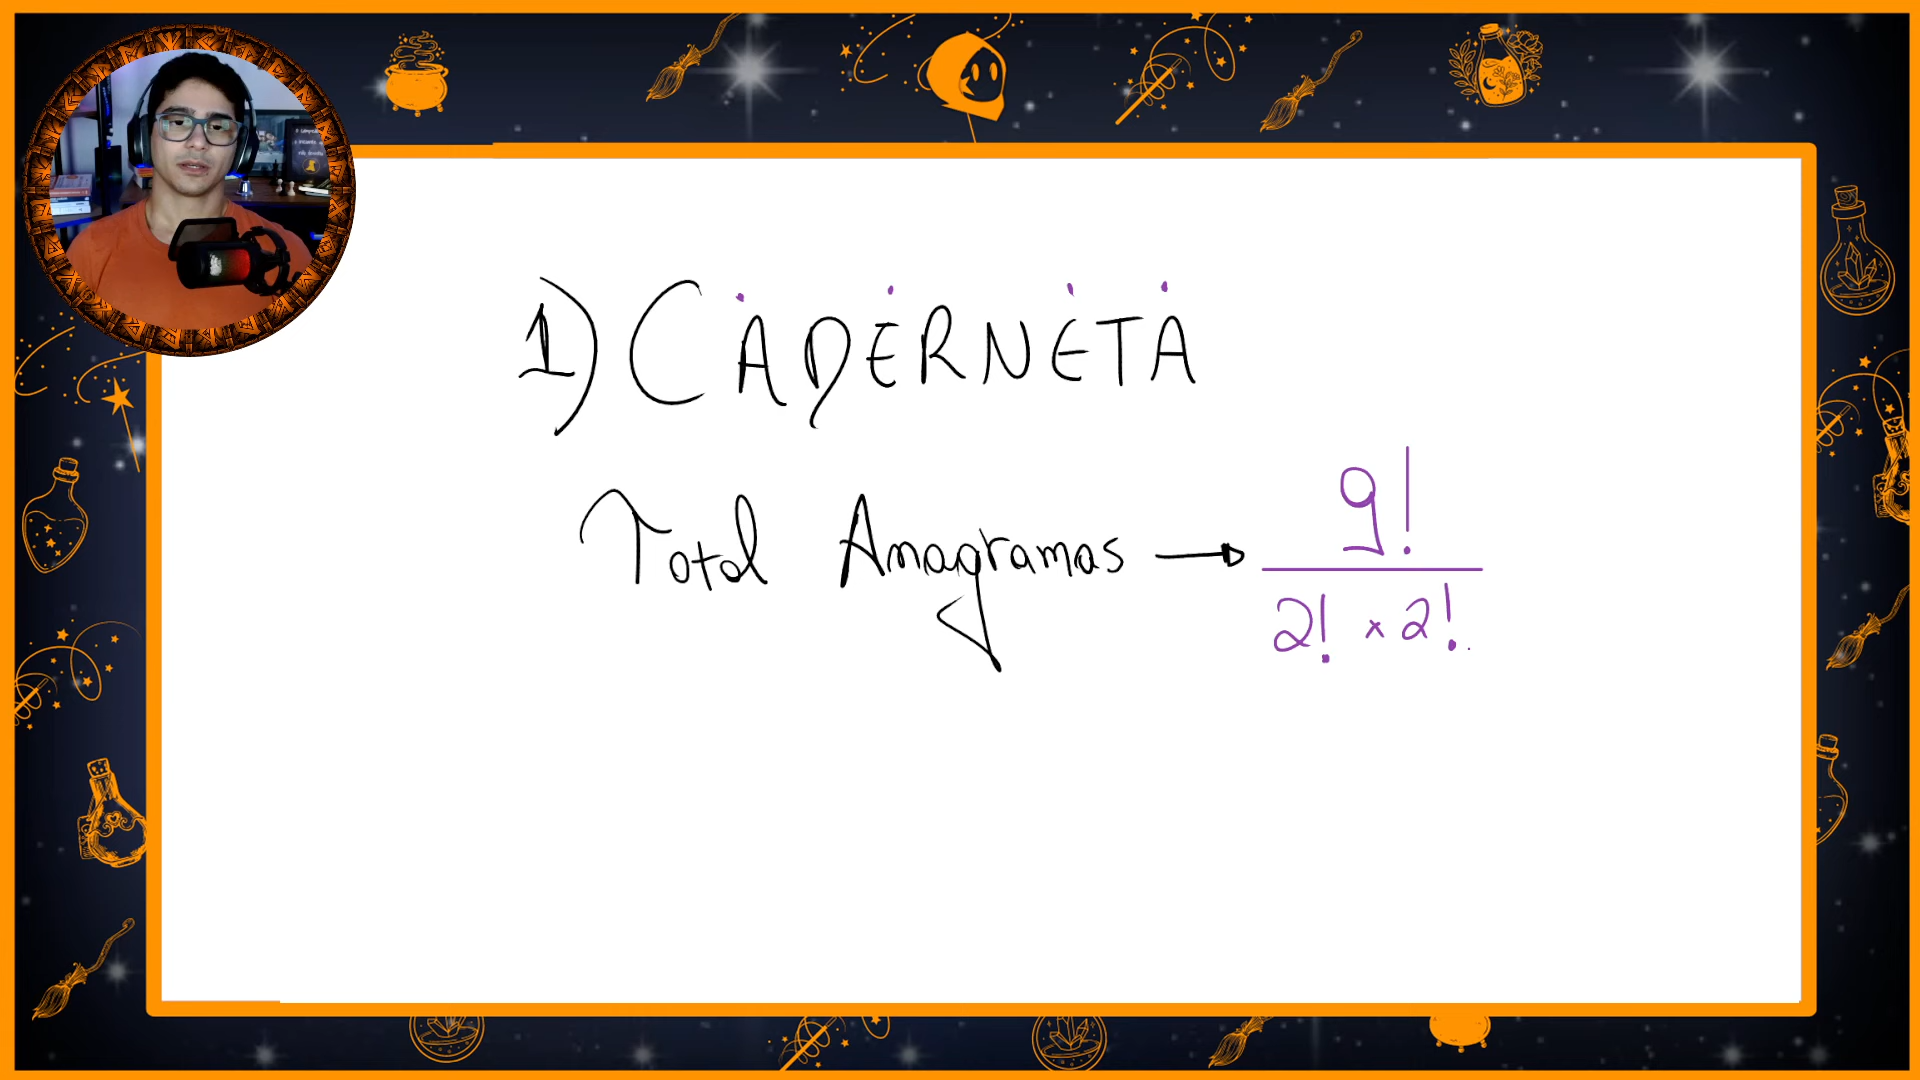 1) CADERNETA
Total Anagramas → 9!
2! x 2!